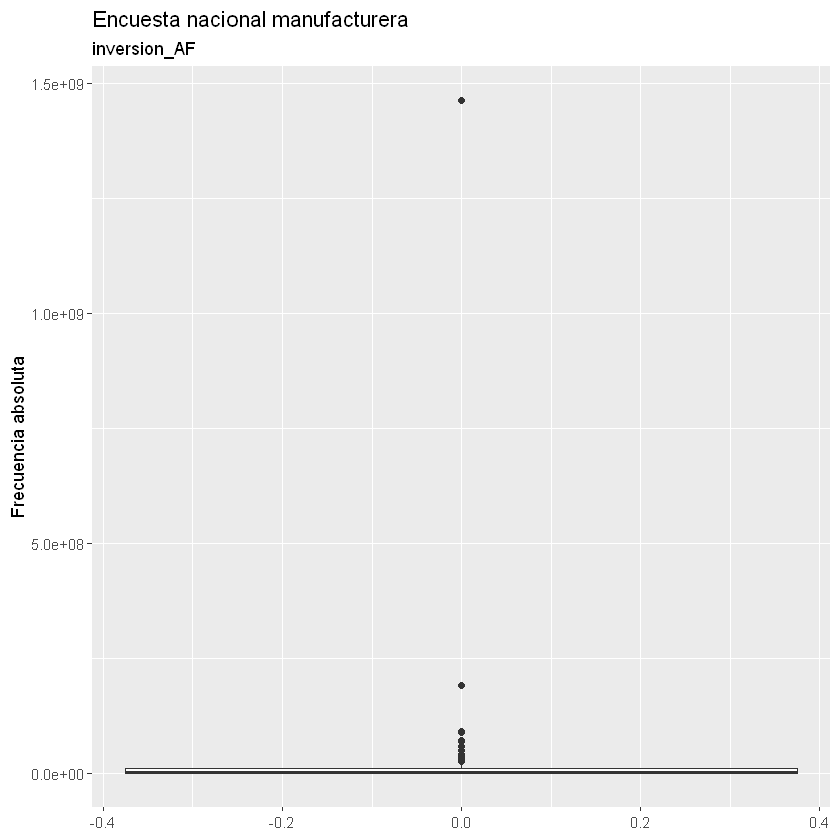 Encuesta nacional manufacturera
inversion_AF
1.5e+09
1.0e+09
Frecuencia absoluta
5.0e+08
0.0e+00
-0.4
-0.2
0.0
0.2
0.4